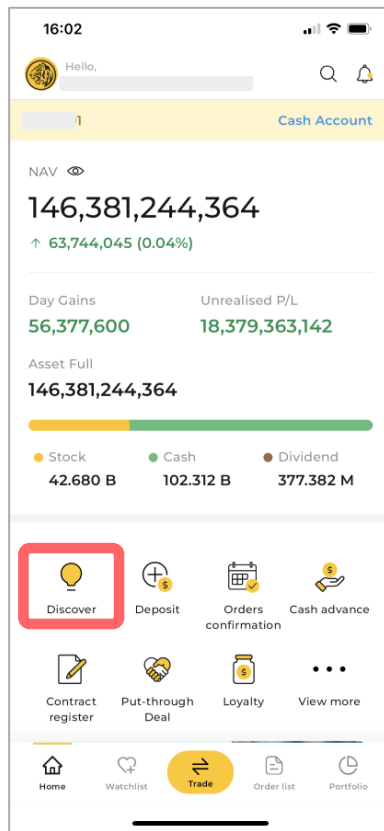 16:02
Hello,
1 Cash Account
NAV
146,381,244,364
↑ 63,744,045 (0.04%)
Day Gains Unrealised P/L
56,377,600 18,379,363,142
Asset Full
146,381,244,364
Stock Cash Dividend
42.680 B 102.312 B 377.382 M
Discover Deposit Orders confirmation Cash advance
Contract register Put-through Deal Loyalty View more
Home Watchlist Trade Order list Portfolio